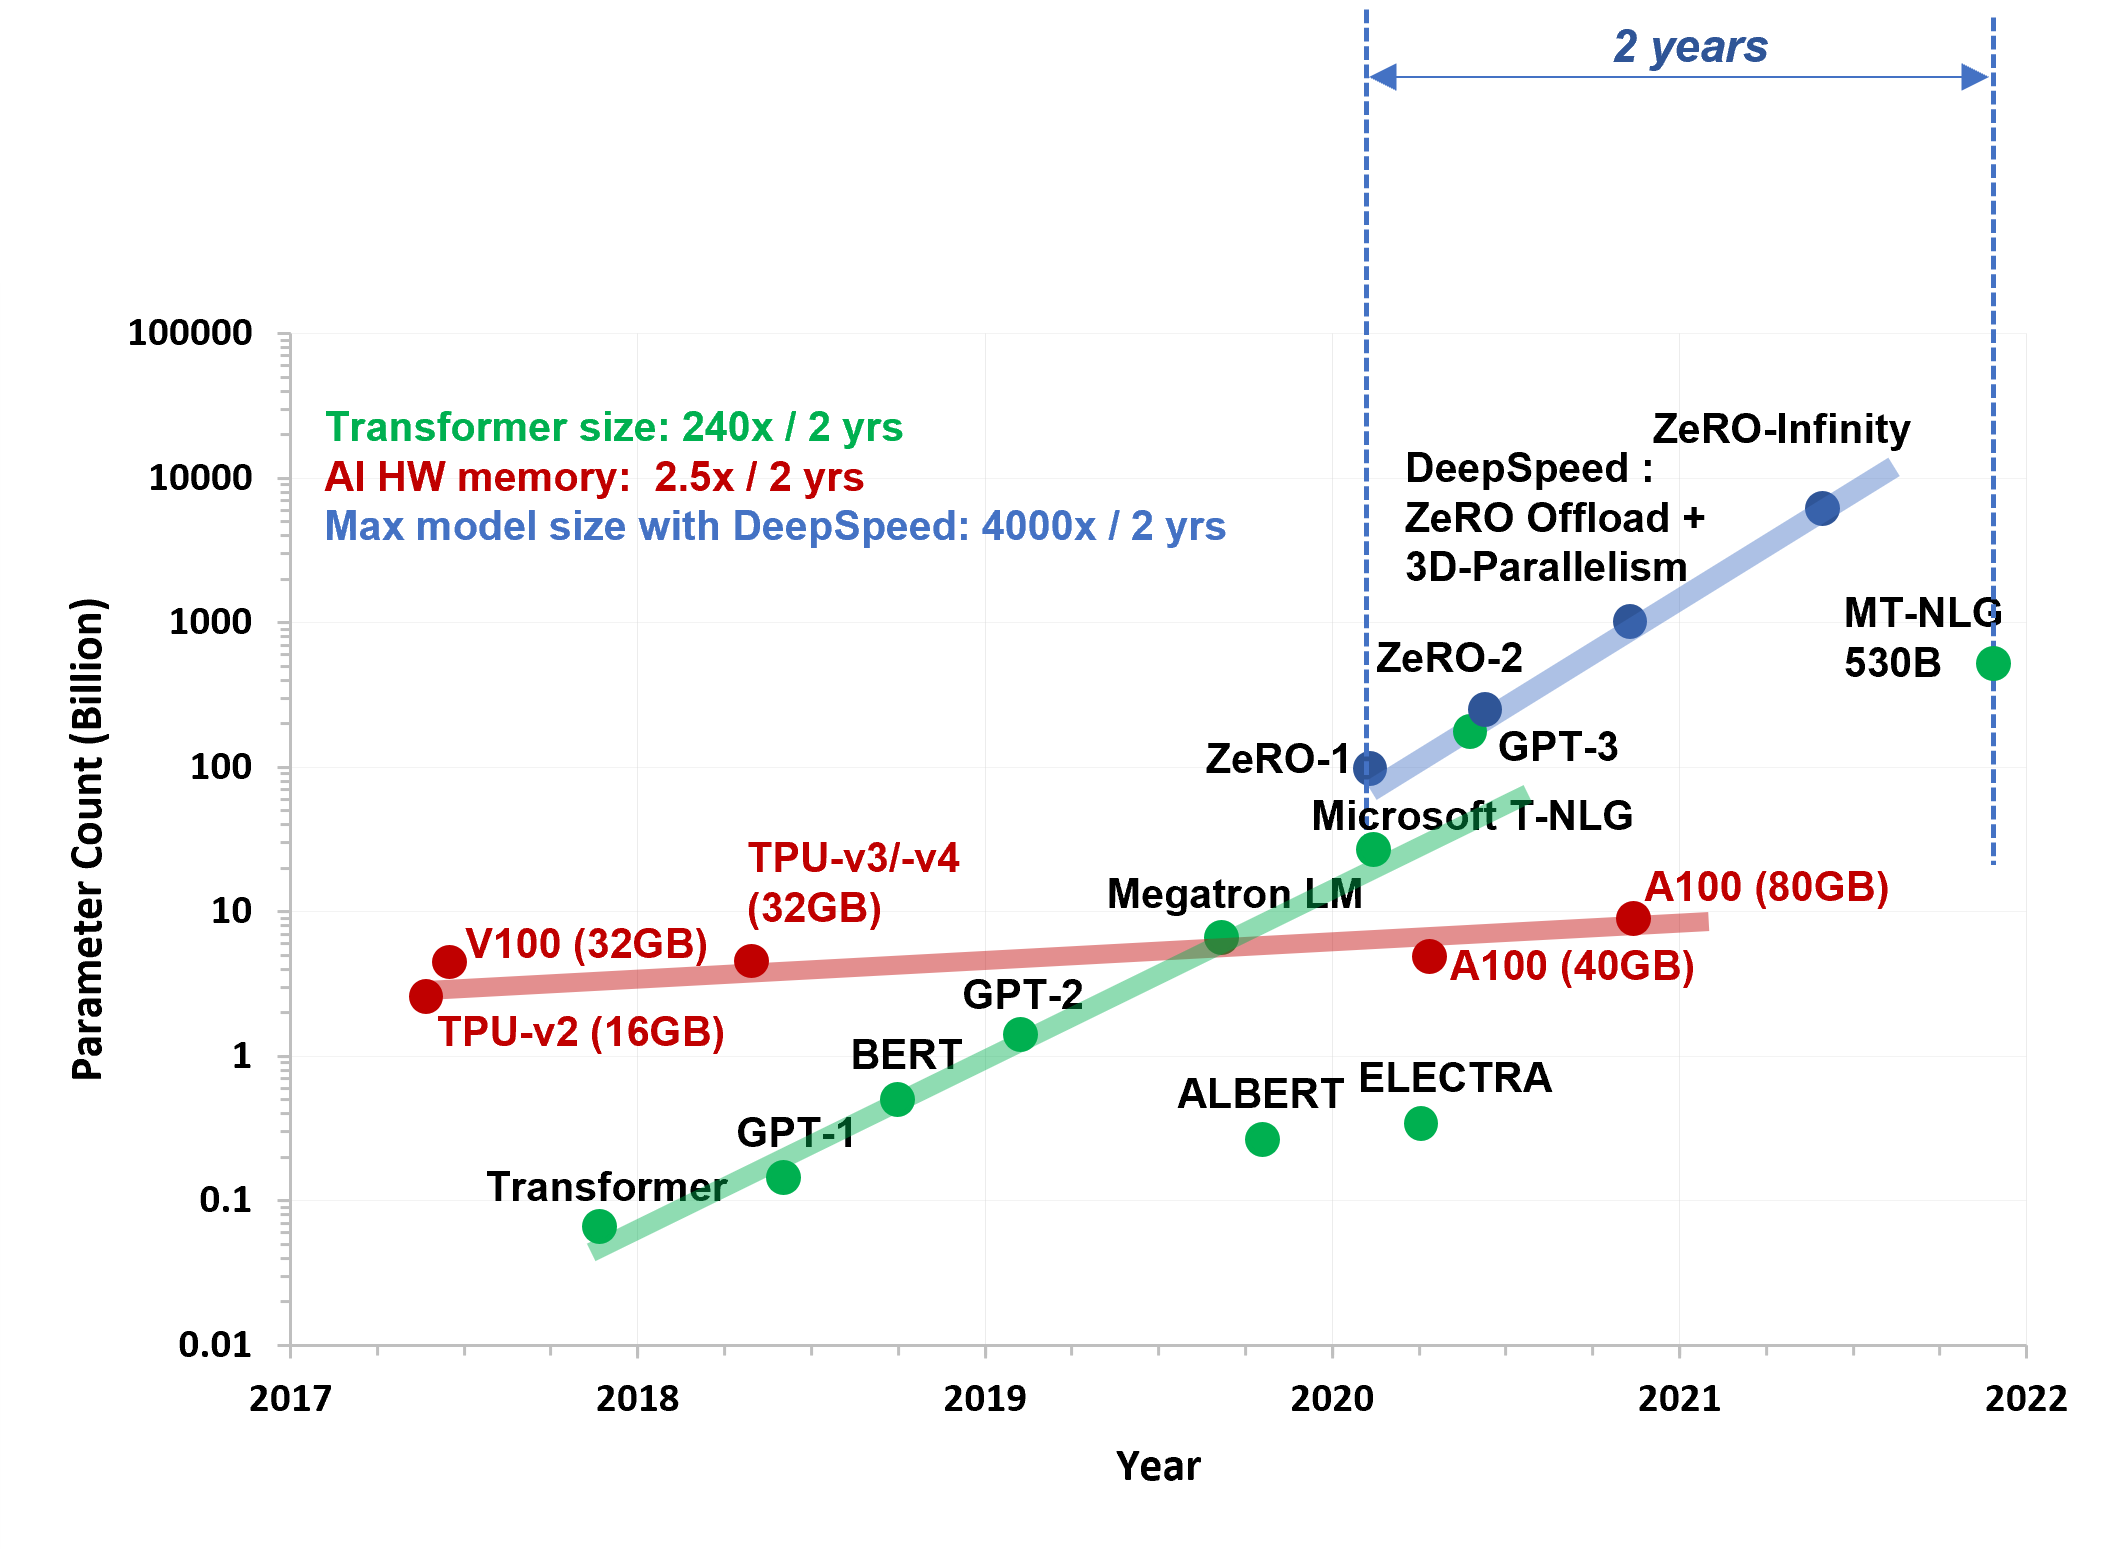 2 years
100000
10000
1000
100
10
1
0.1
0.01
Parameter Count (Billion)
Transformer size: 240x / 2 yrs
AI HW memory:  2.5x / 2 yrs
Max model size with DeepSpeed: 4000x / 2 yrs
ZeRO-Infinity
DeepSpeed :
ZeRO Offload +
3D-Parallelism
MT-NLG
530B
ZeRO-2
ZeRO-1
GPT-3
Microsoft T-NLG
TPU-v3/-v4
(32GB)
Megatron LM
A100 (80GB)
V100 (32GB)
A100 (40GB)
GPT-2
TPU-v2 (16GB)
BERT
ALBERT
ELECTRA
GPT-1
Transformer
2017
2018
2019
2020
2021
2022
Year